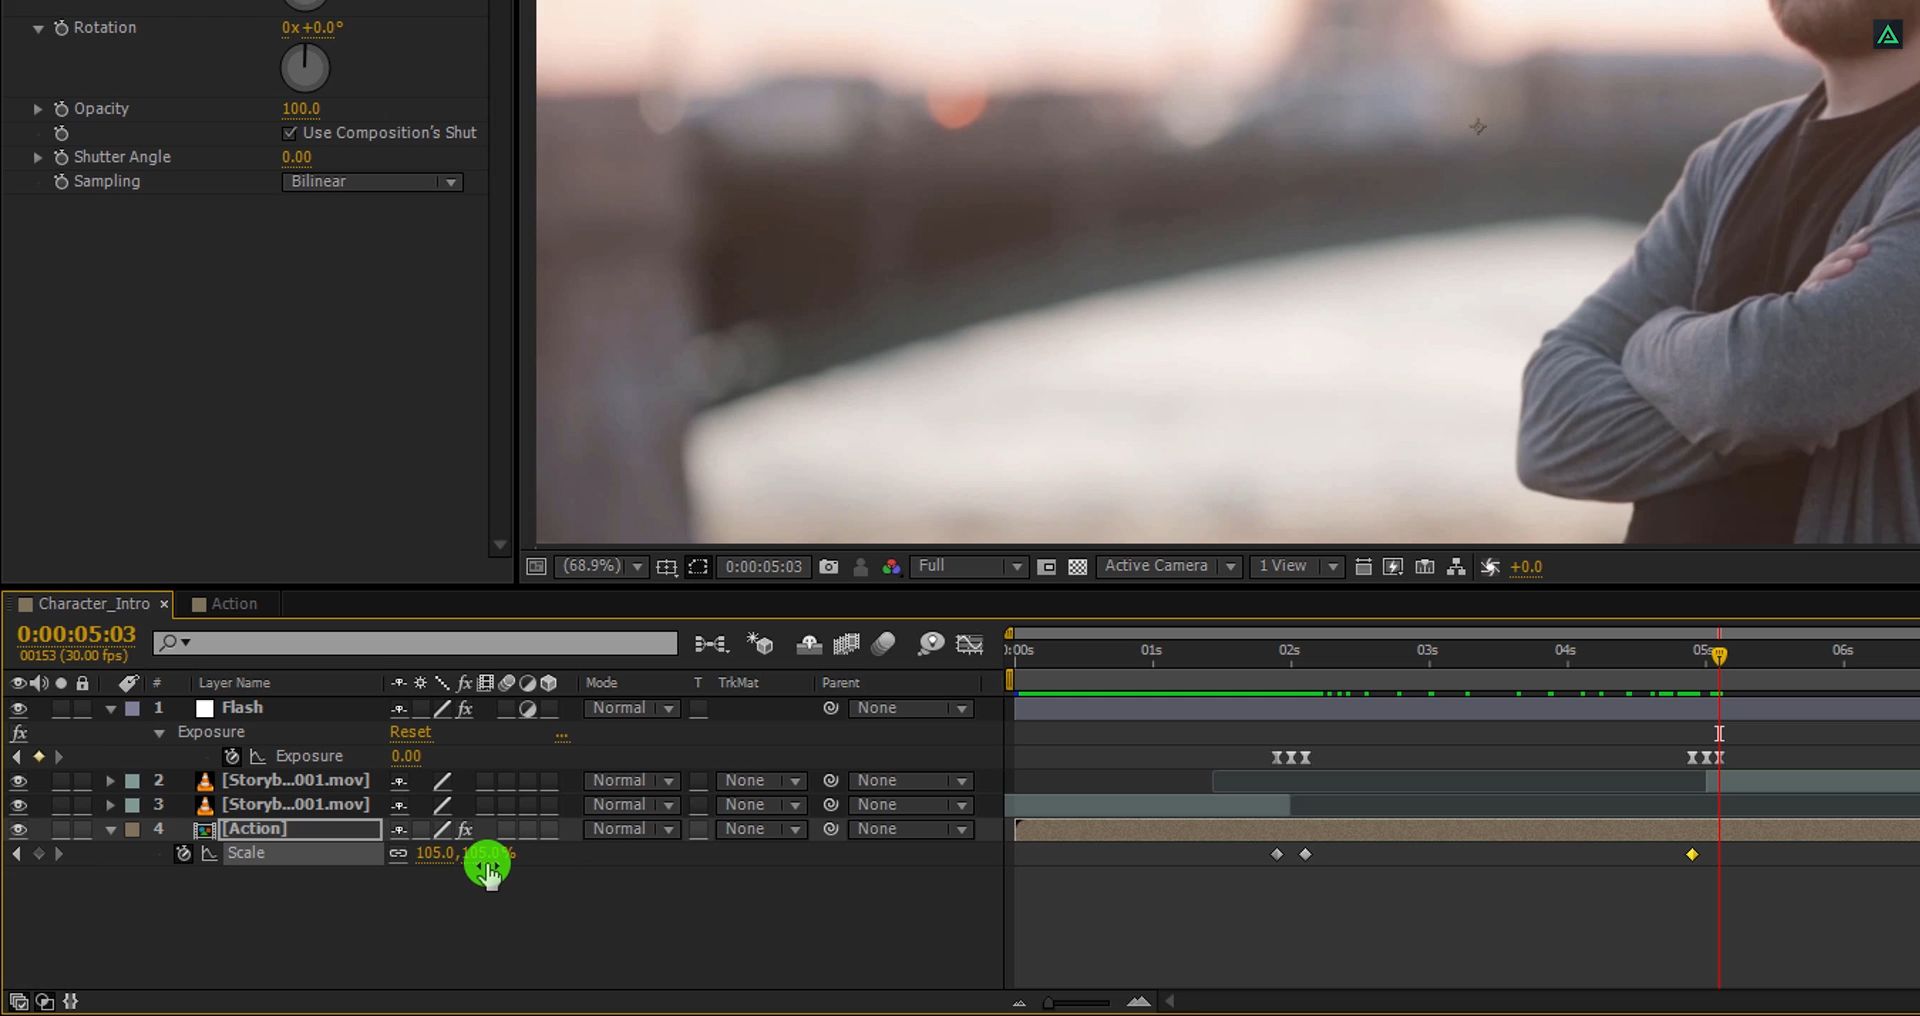 Rotation
0x+0.0°
Opacity
100.0
Use Composition's Shut
Shutter Angle
0.00
Sampling
Bilinear
(68.9%)
0:00:05:03
Full
Active Camera
1 View
+0.0
Character_Intro ×
Action
0:00:05:03
00153 (30.00 fps)
):00s 01s 02s 03s 04s 05s 06s
# Layer Name fx Mode T TrkMat Parent
1 Flash fx Normal None
fx Exposure Reset ...
Exposure 0.00
2 [Storyb...001.mov] Normal None None
3 [Storyb...001.mov] Normal None None
4 [Action] fx Normal None None
Scale 105.0,105.0%